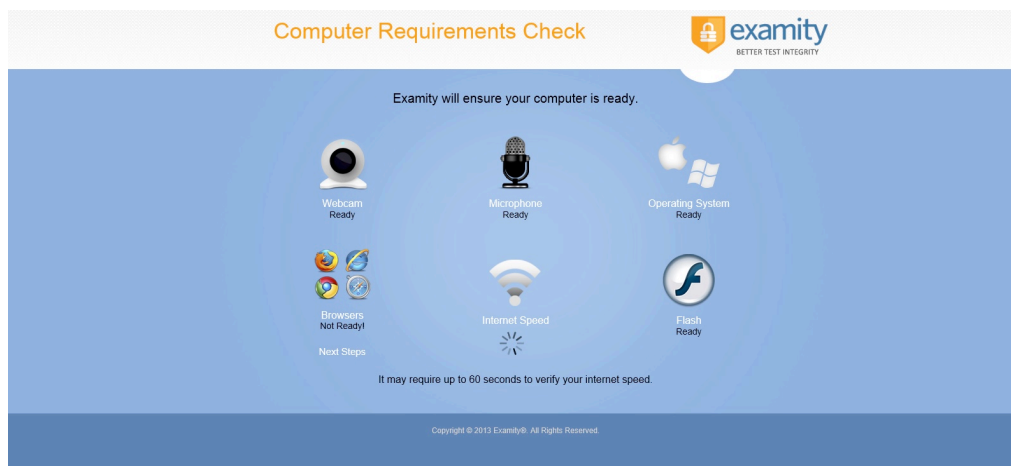 Computer Requirements Check
examity
BETTER TEST INTEGRITY
Examity will ensure your computer is ready.
Webcam
Ready
Microphone
Ready
Operating System
Ready
Browsers
Not Ready!
Next Steps
Internet Speed
Flash
Ready
It may require up to 60 seconds to verify your internet speed.
Copyright © 2013 Examity®. All Rights Reserved.